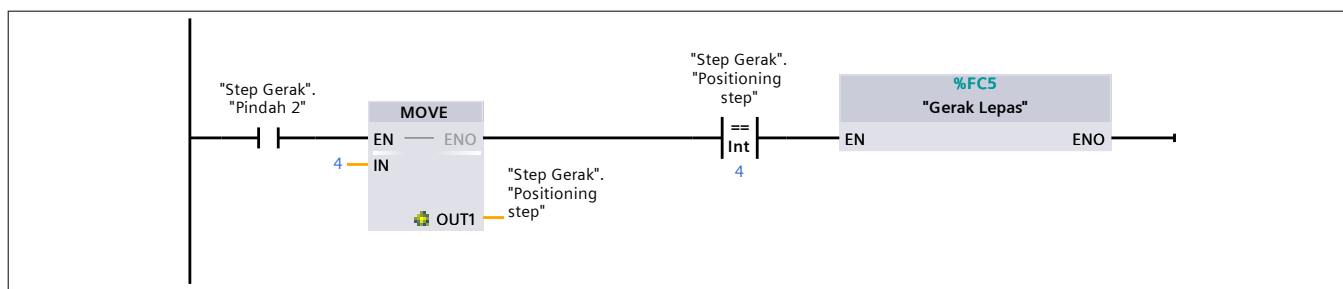 "Step Gerak".
"Pindah 2"
MOVE
EN
ENO
4
IN
OUT1
"Step Gerak".
"Positioning
step"
"Step Gerak".
"Positioning
step"
==
Int
4
%FC5
"Gerak Lepas"
EN
ENO